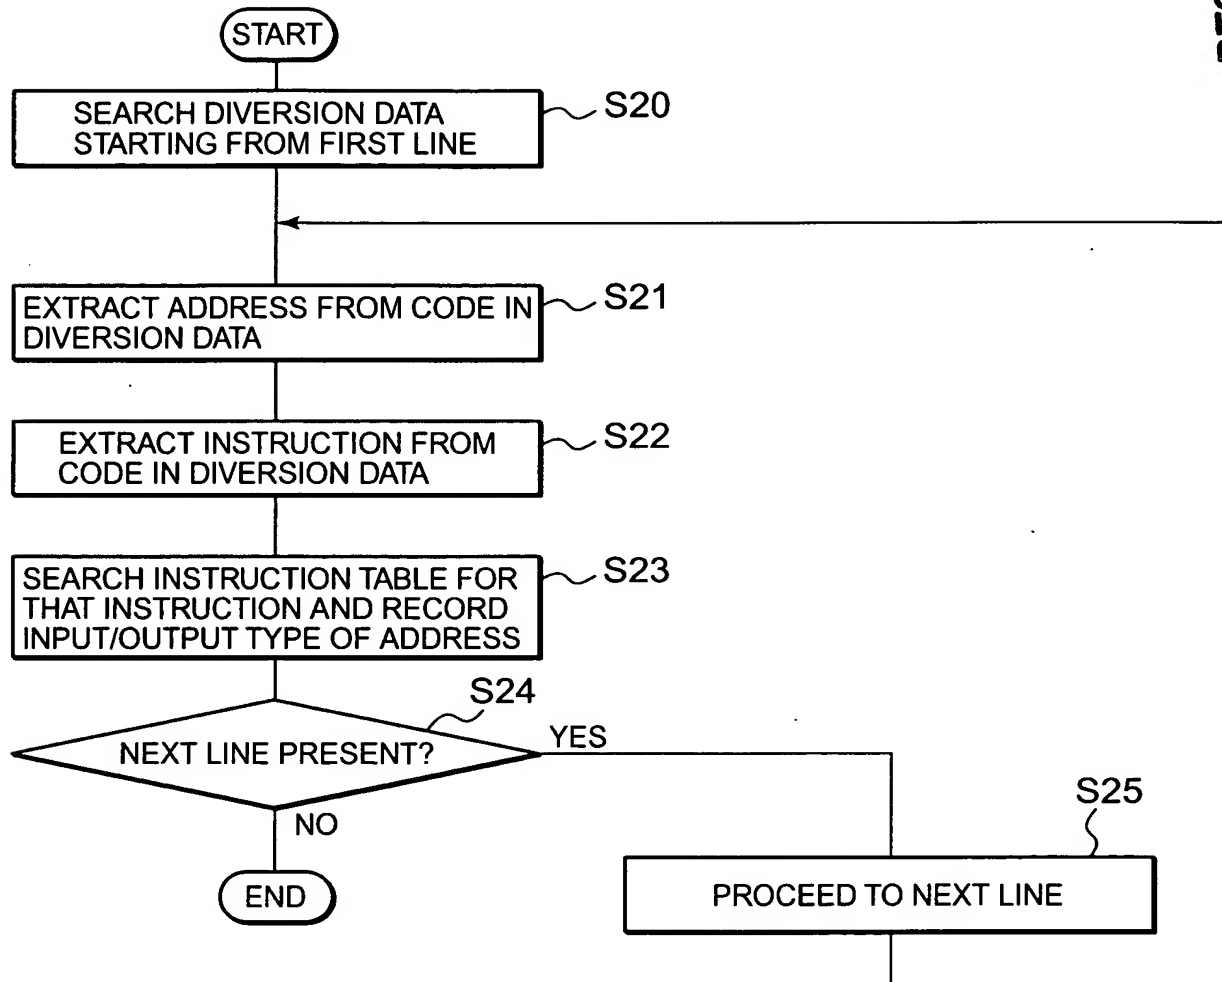 START
SEARCH DIVERSION DATA
STARTING FROM FIRST LINE
S20
EXTRACT ADDRESS FROM CODE IN
DIVERSION DATA
S21
EXTRACT INSTRUCTION FROM
CODE IN DIVERSION DATA
S22
SEARCH INSTRUCTION TABLE FOR
THAT INSTRUCTION AND RECORD
INPUT/OUTPUT TYPE OF ADDRESS
S23
S24
NEXT LINE PRESENT?
YES
NO
END
S25
PROCEED TO NEXT LINE